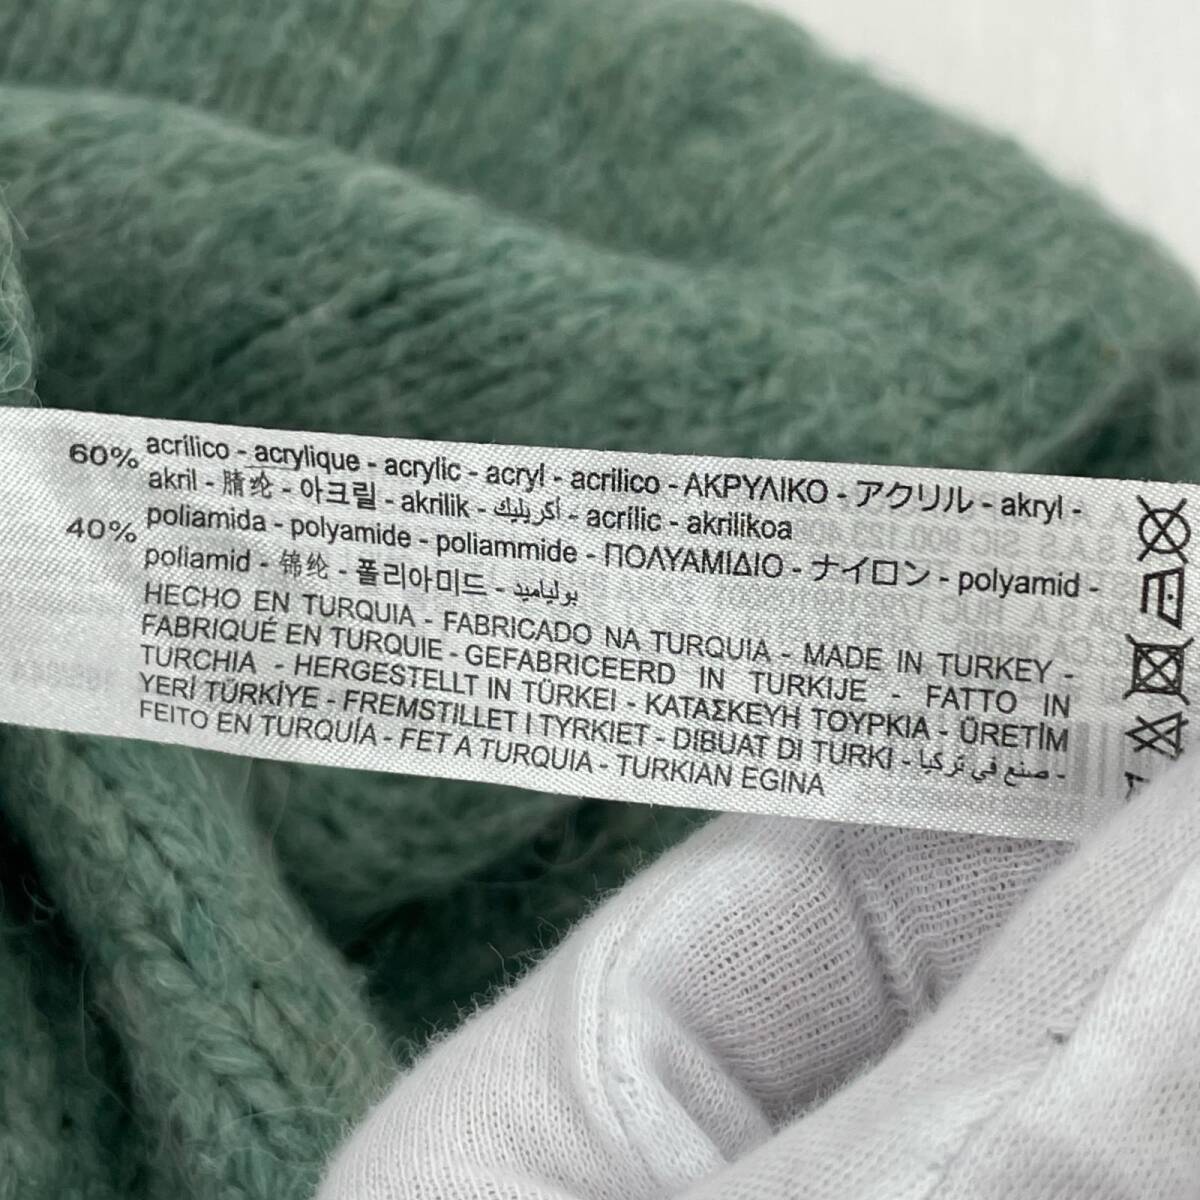 60% acrílico - acrylique - acrylic - acryl - acrilico - ΑΚΡΥΛΙΚΟ - アクリル - akryl -
akril - 腈纶 - 아크릴 - akrilik - أكريليك - acrílic - akrilikoa
40% poliamida - polyamide - poliammide - ΠΟΛΥΑΜΙΔΙΟ - ナイロン - polyamid -
poliamid - 锦纶 - 폴리아미드 - بولياميد
HECHO EN TURQUIA - FABRICADO NA TURQUIA - MADE IN TURKEY -
FABRIQUÉ EN TURQUIE - GEFABRICEERD IN TURKIJE - FATTO IN
TURCHIA - HERGESTELLT IN TÜRKEI - ΚΑΤΑΣΚΕΥΗ ΤΟΥΡΚΙΑ - ÜRETİM
YERİ TÜRKİYE - FREMSTILLET I TYRKIET - DIBUAT DI TURKI - صنع في تركيا -
FEITO EN TURQUÍA - FET A TURQUIA - TURKIAN EGINA